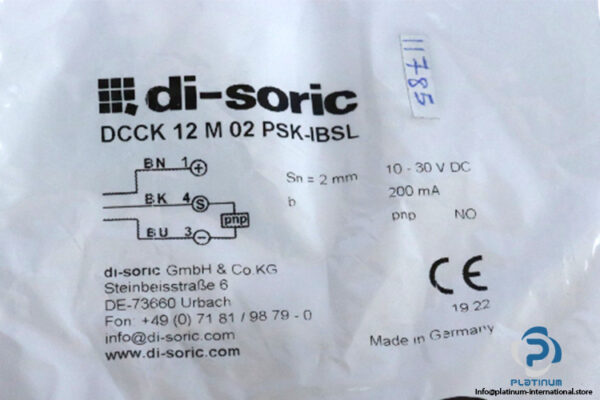 11785
di-soric
DCCK 12 M 02 PSK-IBSL
BN 1 +
BK 4 S
pnp
BU 3 −
Sn = 2 mm
b
10 - 30 V DC
200 mA
pnp NO
di-soric GmbH & Co.KG
Steinbeisstraße 6
DE-73660 Urbach
Fon: +49 (0) 71 81 / 98 79 - 0
info@di-soric.com
www.di-soric.com
CE
19.22
Made in Germany
PLATINUM
Info@platinum-international.store